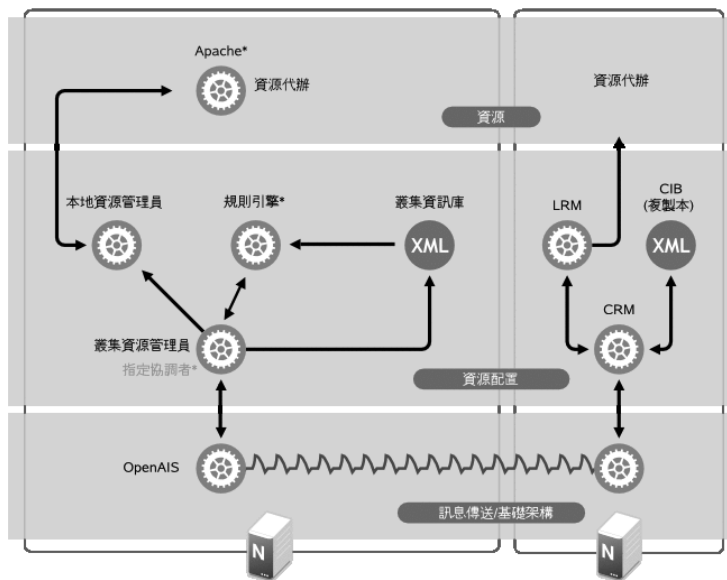 Apache*
資源代辦
資源代辦
資源
本地資源管理員
規則引擎*
叢集資訊庫
LRM
CIB
(複製本)
XML
XML
CRM
叢集資源管理員
指定協調者*
資源配置
OpenAIS
訊息傳送/基礎架構
N
N